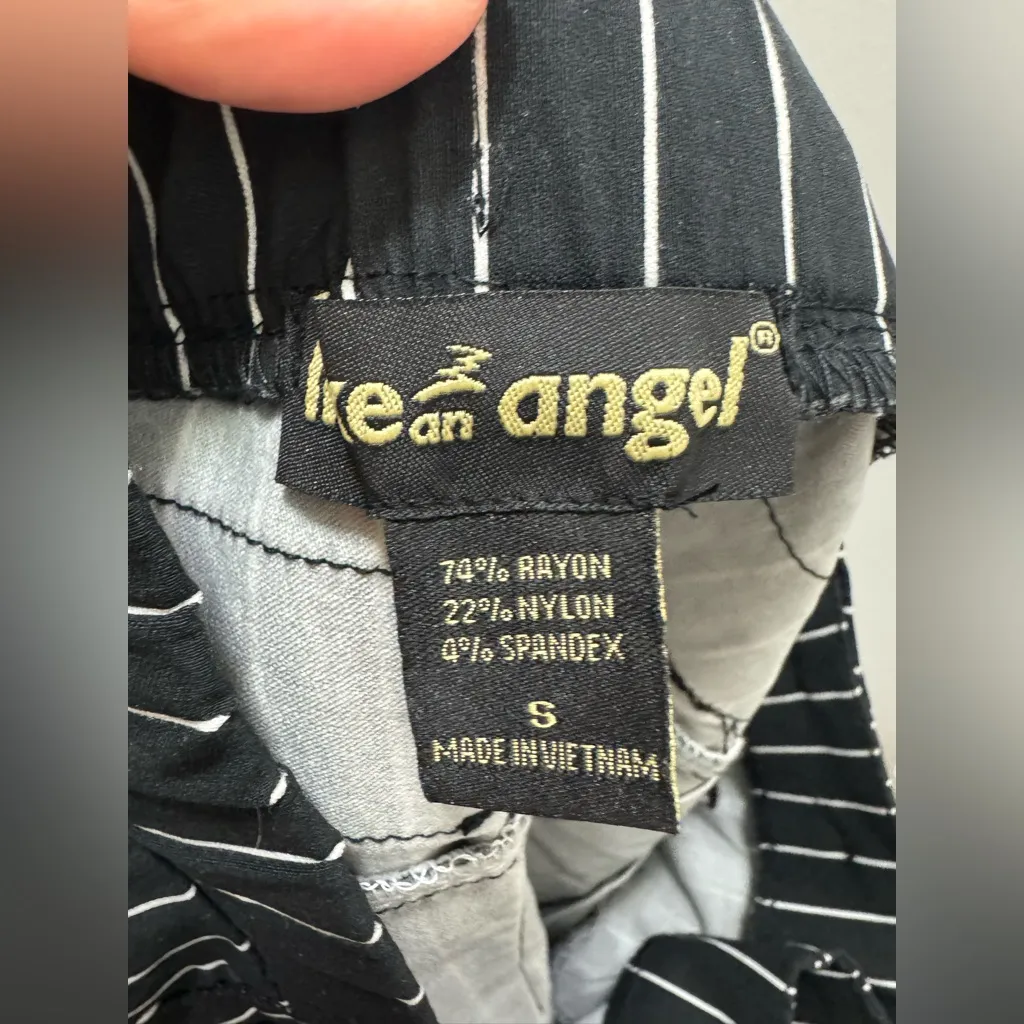 like an angel®
74% RAYON
22% NYLON
4% SPANDEX
S
MADE IN VIETNAM